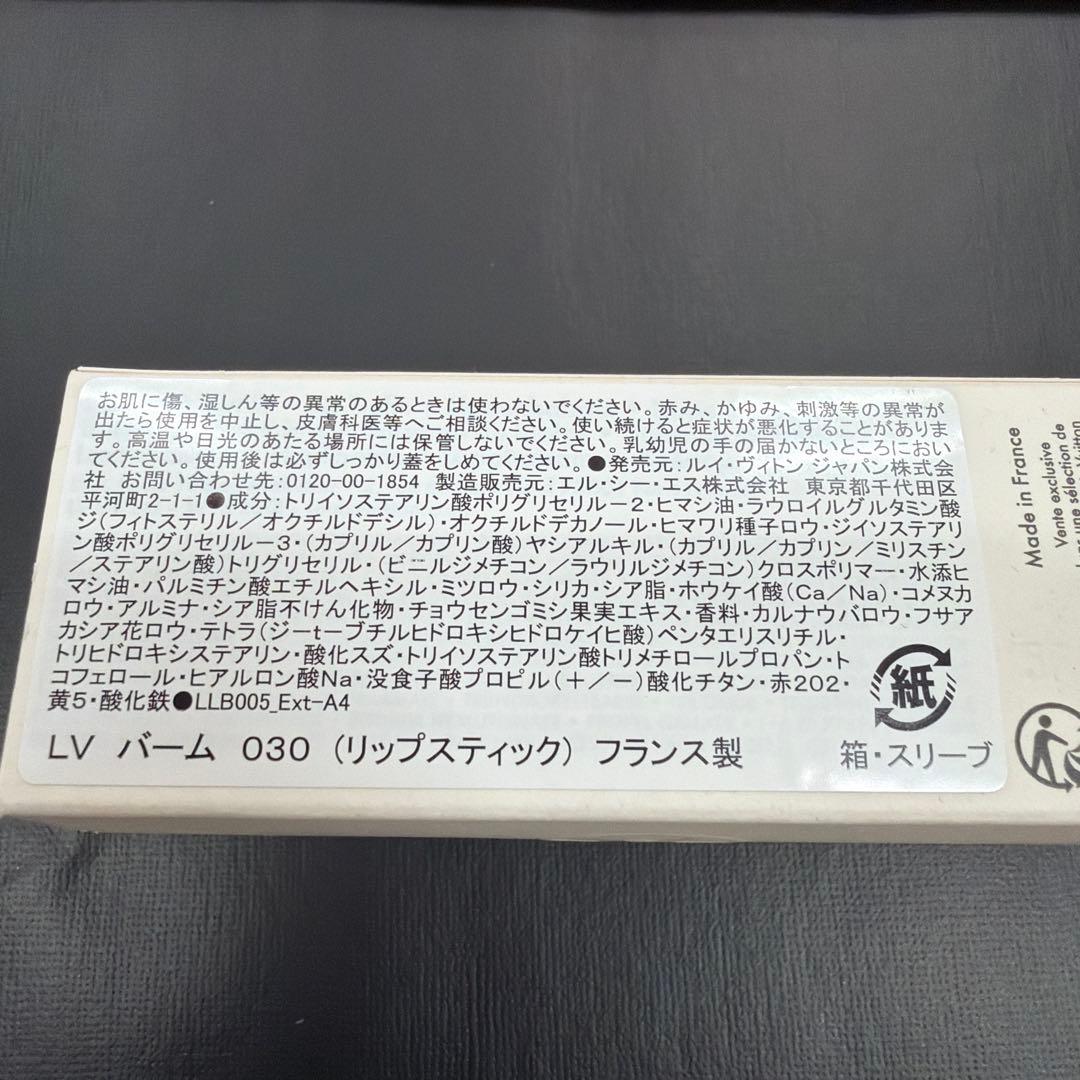 お肌に傷、湿しん等の異常のあるときは使わないでください。赤み、かゆみ、刺激等の異常が
出たら使用を中止し、皮膚科医等へご相談ください。使い続けると症状が悪化することがありま
す。高温や日光のあたる場所には保管しないでください。乳幼児の手の届かないところにおい
てください。使用後は必ずしっかり蓋をしめてください。●発売元:ルイ・ヴィトン ジャパン株式会
社 お問い合わせ先:0120-00-1854 製造販売元:エル・シー・エス株式会社 東京都千代田区
平河町2-1-1●成分:トリイソステアリン酸ポリグリセリル－2・ヒマシ油・ラウロイルグルタミン酸
ジ(フィトステリル／オクチルドデシル)・オクチルドデカノール・ヒマワリ種子ロウ・ジイソステアリ
ン酸ポリグリセリル－3・(カプリル／カプリン酸)ヤシアルキル・(カプリル／カプリン／ミリスチン
／ステアリン酸)トリグリセリル・(ビニルジメチコン／ラウリルジメチコン)クロスポリマー・水添ヒ
マシ油・パルミチン酸エチルヘキシル・ミツロウ・シリカ・シア脂・ホウケイ酸(Ca／Na)・コメヌカ
ロウ・アルミナ・シア脂不けん化物・チョウセンゴミシ果実エキス・香料・カルナウバロウ・フサア
カシア花ロウ・テトラ(ジーtーブチルヒドロキシヒドロケイヒ酸)ペンタエリスリチル・
トリヒドロキシステアリン・酸化スズ・トリイソステアリン酸トリメチロールプロパン・ト
コフェロール・ヒアルロン酸Na・没食子酸プロピル(＋／－)酸化チタン・赤202・
黄5・酸化鉄●LLB005_Ext-A4
紙
LV バーム 030 (リップスティック) フランス製
箱・スリーブ
Made in France
Vente exclusive
sélection de